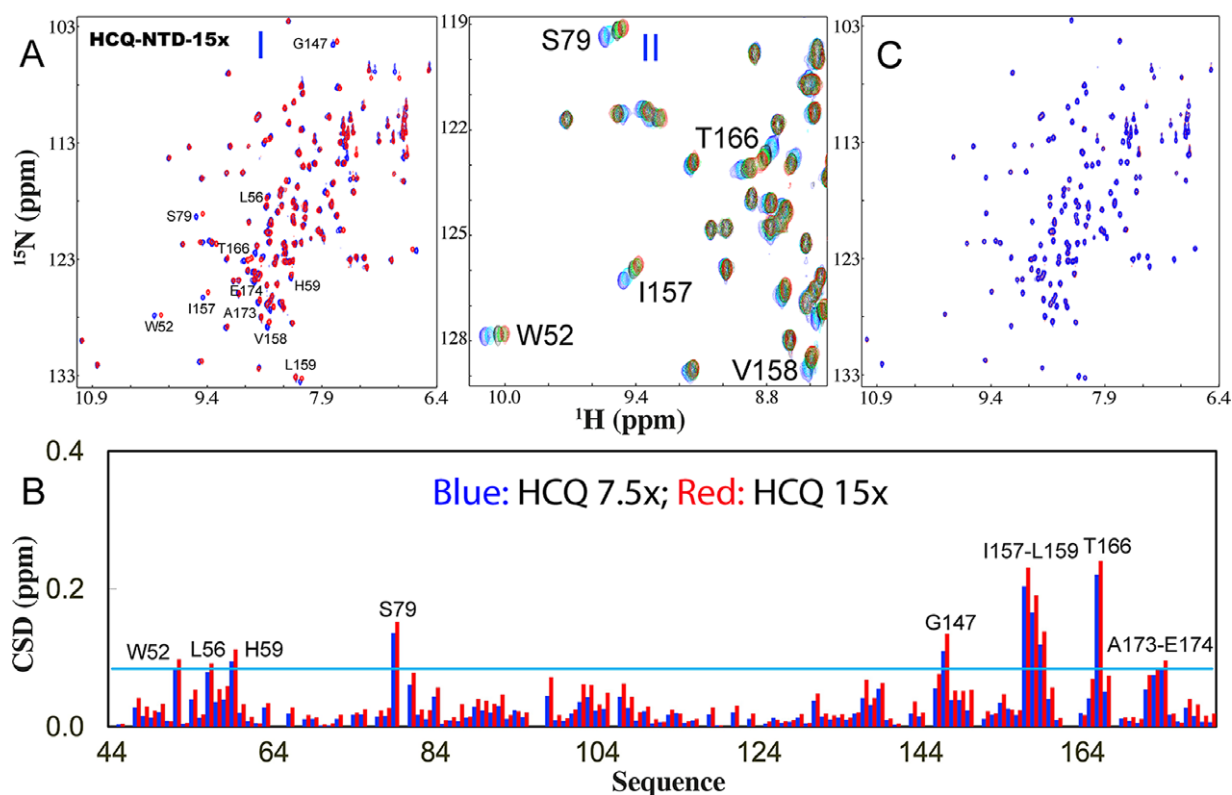 A
HCQ-NTD-15x
I
G147
L56
S79
T166
E174
H59
I157
A173
W52
V158
L159
103
113
123
133
10.9
9.4
7.9
6.4
15N (ppm)
S79
II
T166
I157
W52
V158
119
122
125
128
10.0
9.4
8.8
1H (ppm)
C
103
113
123
133
10.9
9.4
7.9
6.4
B
Blue: HCQ 7.5x; Red: HCQ 15x
0.4
0.2
0.0
CSD (ppm)
W52
L56
H59
S79
G147
I157-L159
T166
A173-E174
44
64
84
104
124
144
164
Sequence